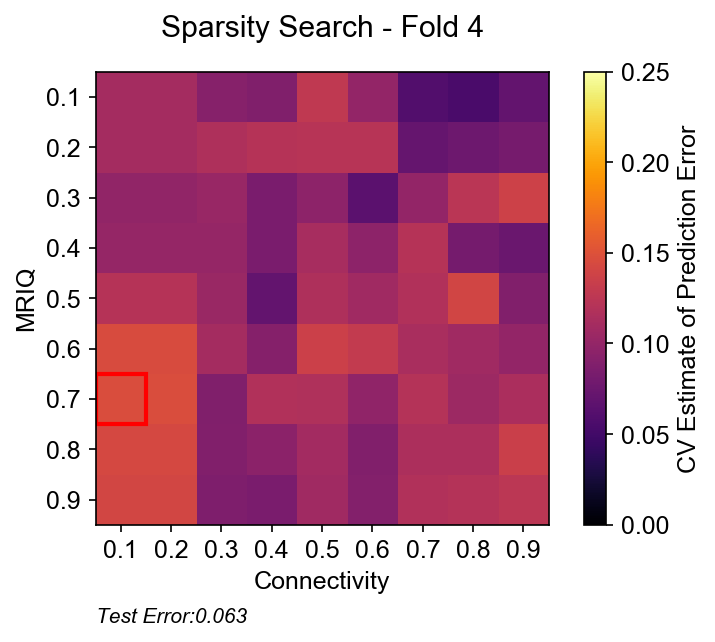 Sparsity Search - Fold 4
0.1
0.2
0.3
0.4
0.5
0.6
0.7
0.8
0.9
MRIQ
0.1 0.2 0.3 0.4 0.5 0.6 0.7 0.8 0.9
Connectivity
Test Error:0.063
0.25
0.20
0.15
0.10
0.05
0.00
CV Estimate of Prediction Error